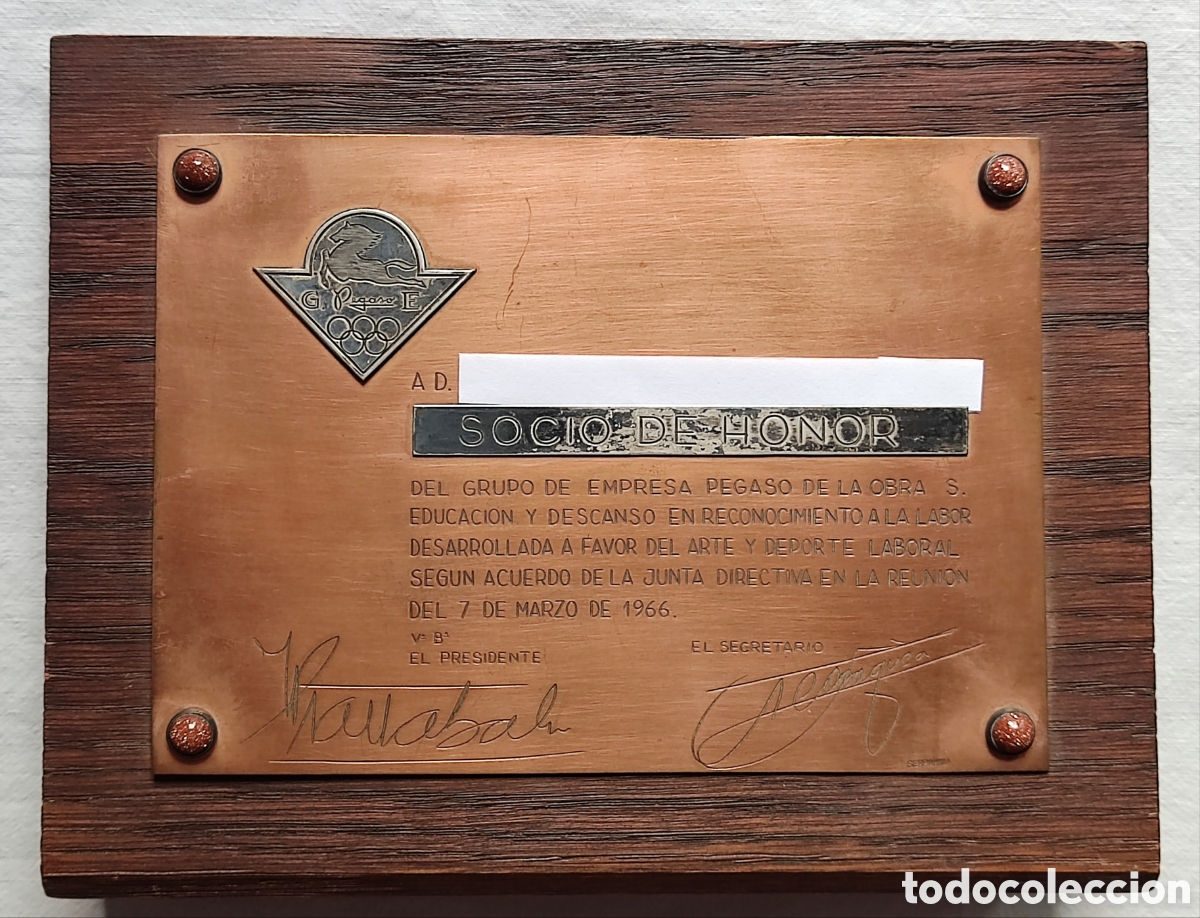 G. Pegaso E
A D.
SOCIO DE HONOR
DEL GRUPO DE EMPRESA PEGASO DE LA OBRA S.
EDUCACION Y DESCANSO EN RECONOCIMIENTO A LA LABOR
DESARROLLADA A FAVOR DEL ARTE Y DEPORTE LABORAL
SEGUN ACUERDO DE LA JUNTA DIRECTIVA EN LA REUNION
DEL 7 DE MARZO DE 1966.
Vº Bº
EL PRESIDENTE
EL SECRETARIO
todocoleccion